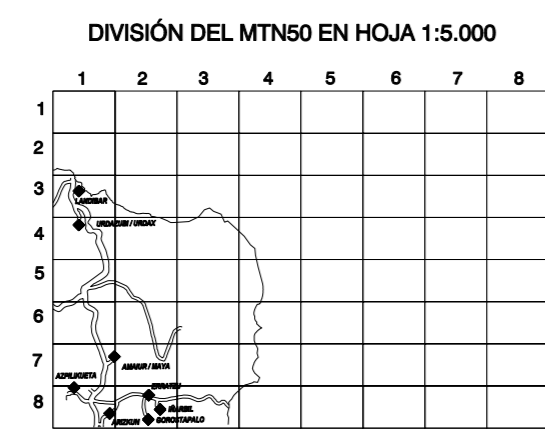 DIVISIÓN DEL MTN50 EN HOJA 1:5.000
1 2 3 4 5 6 7 8
1
2
3
LANDIBAR
4
URDAZUBI / URDAX
5
6
7
AMAIUR / MAYA
AZPILIKUETA
ERRATZU
8
IÑARBIL
ARIZKUN
GOROSTAPALO